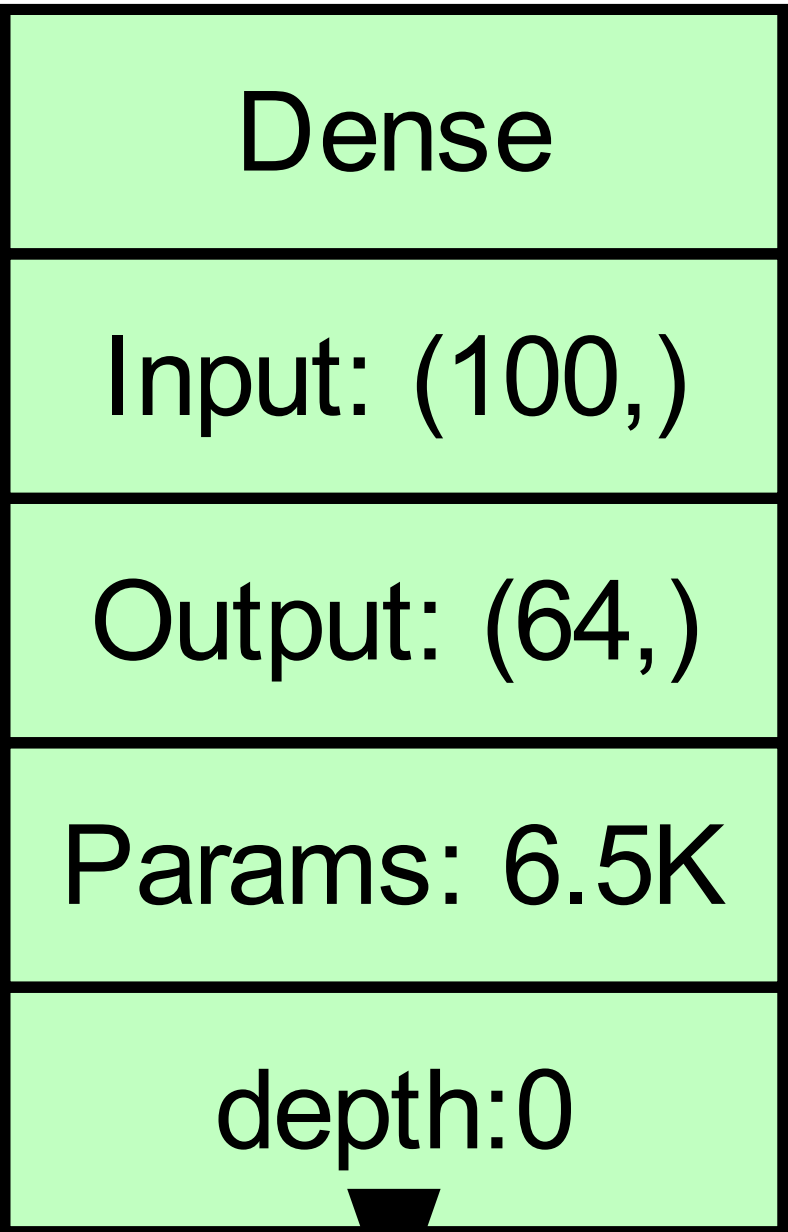 Dense
Input: (100,)
Output: (64,)
Params: 6.5K
depth:0